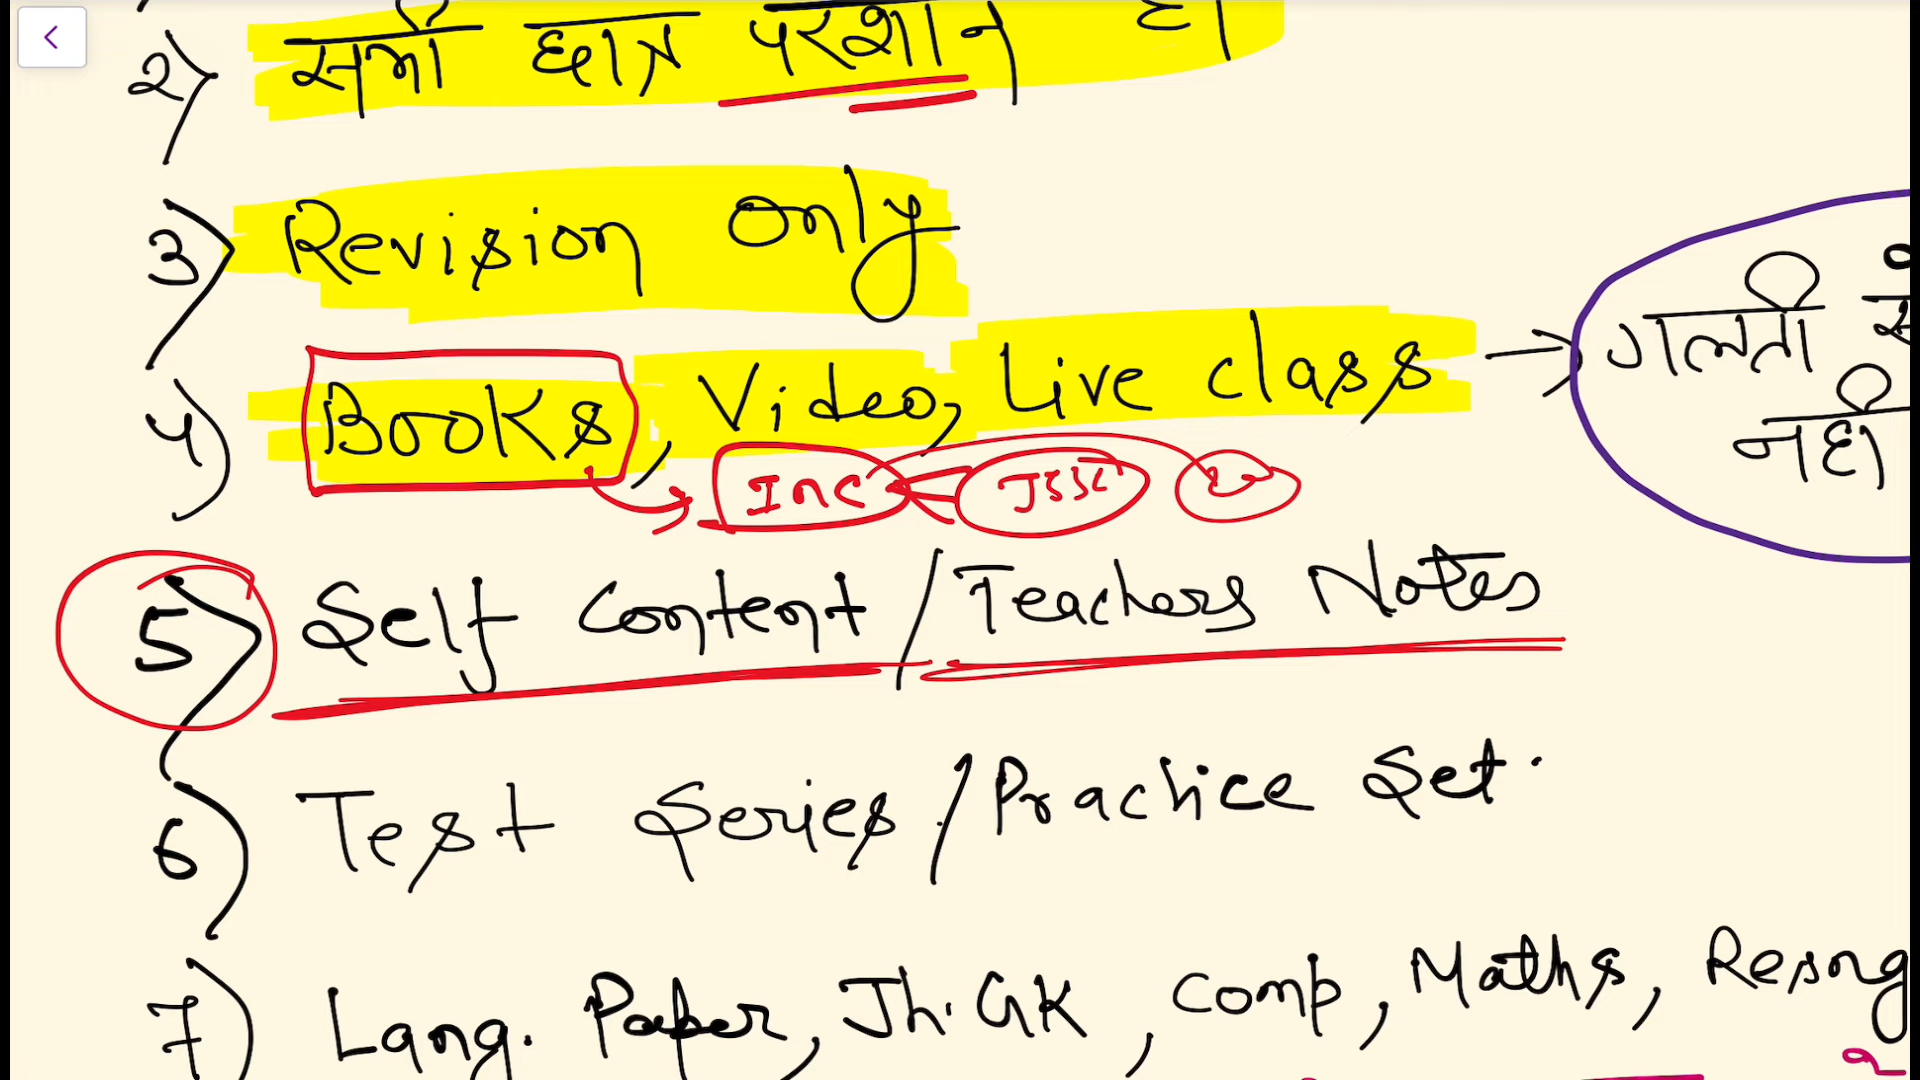 2) सभी छात्र परेशान है।
3) Revision Only
4) Books, Video, Live class → गलती
नहीं
Inc JSSC
5) Self Content / Teachers Notes
6) Test Series / Practice Set.
7) Lang. Paper, Jh. GK, Comp, Maths, Resng